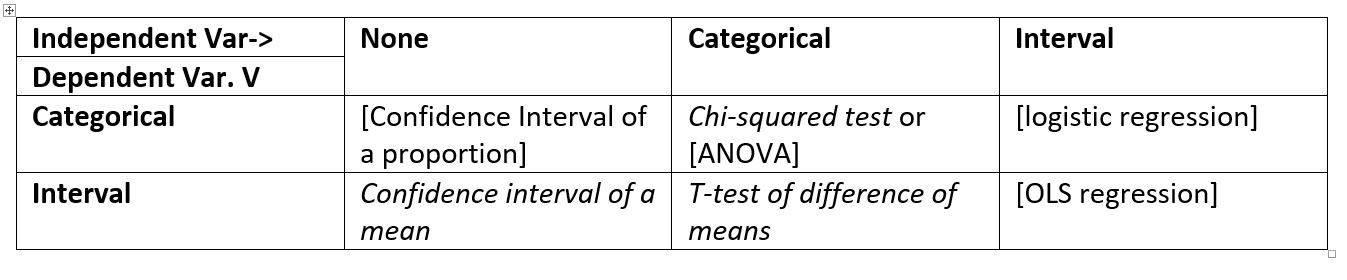 Independent Var-> None Categorical Interval
Dependent Var. V
Categorical [Confidence Interval of a proportion] Chi-squared test or [ANOVA] [logistic regression]
Interval Confidence interval of a mean T-test of difference of means [OLS regression]